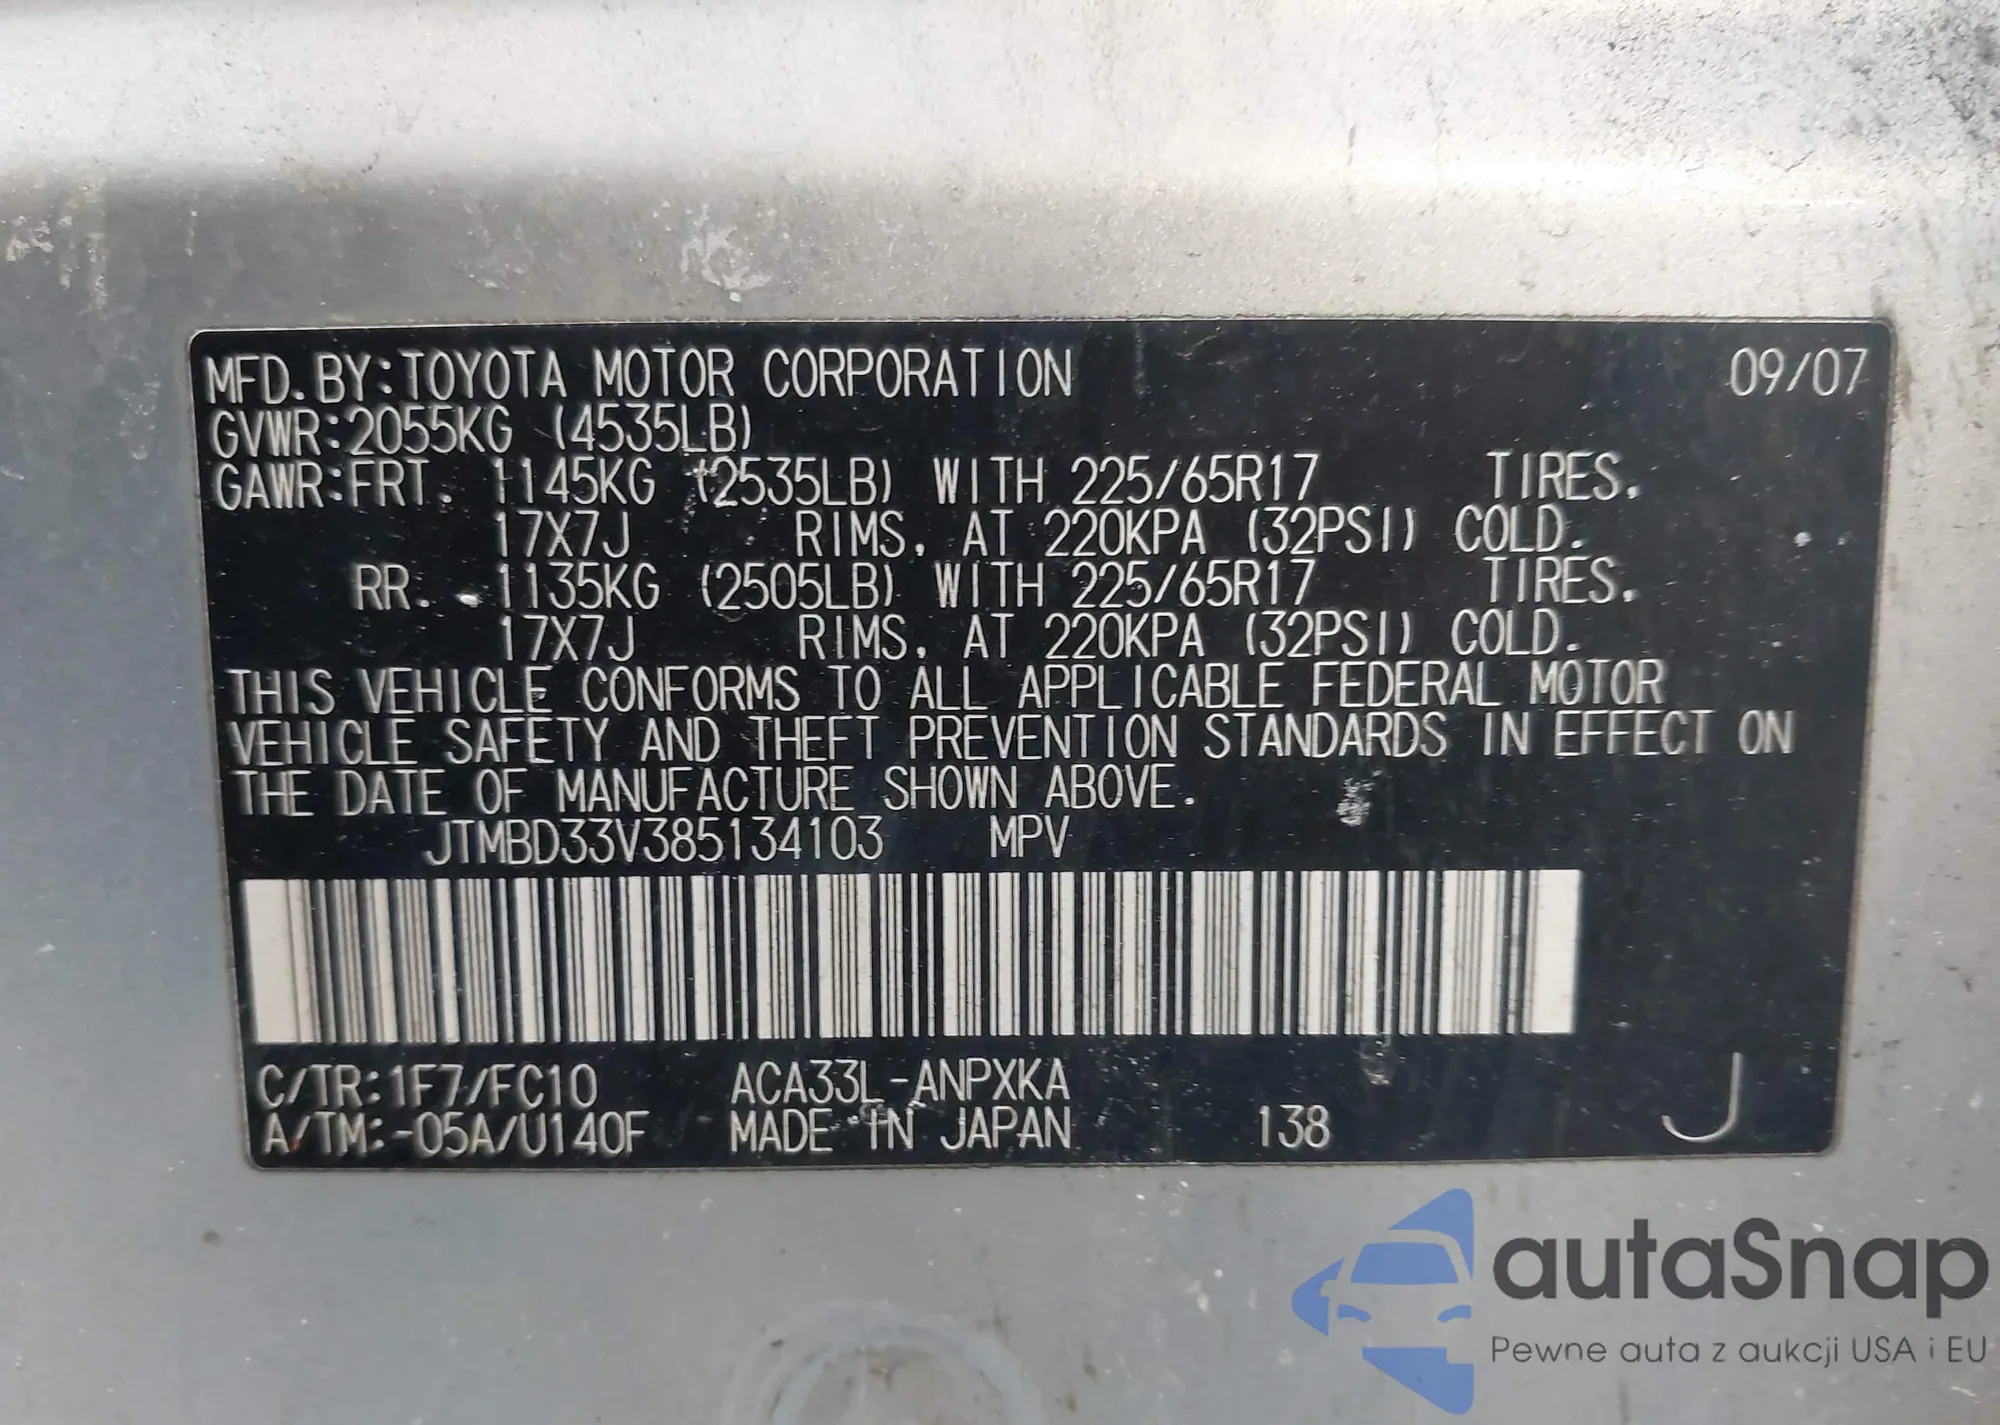 MFD. BY: TOYOTA MOTOR CORPORATION 09/07
GVWR: 2055KG (4535LB)
GAWR: FRT. 1145KG (2535LB) WITH 225/65R17 TIRES,
17X7J RIMS, AT 220KPA (32PSI) COLD.
RR. 1135KG (2505LB) WITH 225/65R17 TIRES,
17X7J RIMS, AT 220KPA (32PSI) COLD.
THIS VEHICLE CONFORMS TO ALL APPLICABLE FEDERAL MOTOR
VEHICLE SAFETY AND THEFT PREVENTION STANDARDS IN EFFECT ON
THE DATE OF MANUFACTURE SHOWN ABOVE.
JTMBD33V385134103 MPV
C/TR: 1F7/FC10 ACA33L-ANPXKA
A/TM: -05A/U140F MADE IN JAPAN 138 J
autaSnap
Pewne auta z aukcji USA i EU